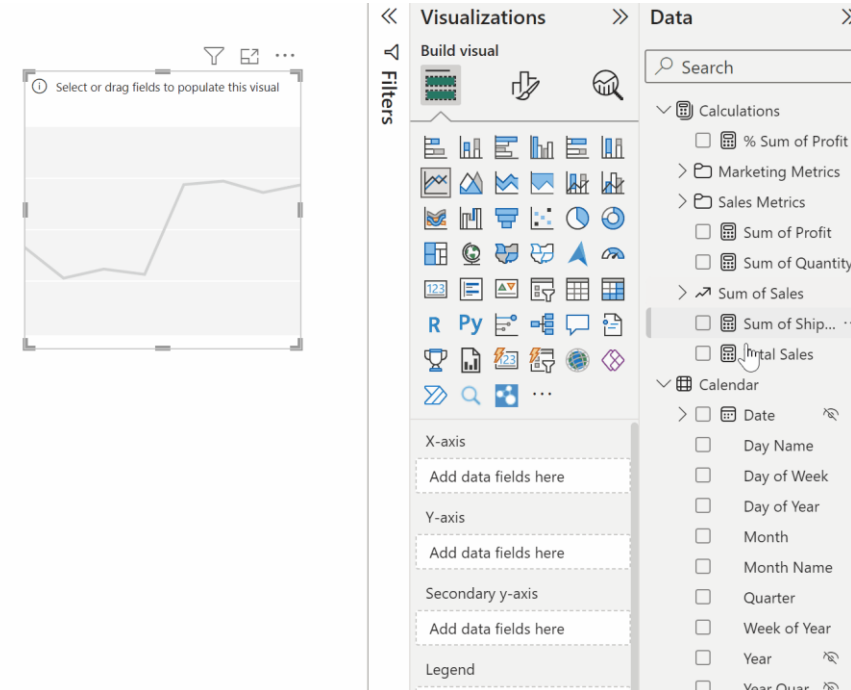 Select or drag fields to populate this visual
Filters
Visualizations
Build visual
123
R
Py
123
X-axis
Add data fields here
Y-axis
Add data fields here
Secondary y-axis
Add data fields here
Legend
Data
Search
Calculations
% Sum of Profit
Marketing Metrics
Sales Metrics
Sum of Profit
Sum of Quantity
Sum of Sales
Sum of Ship...
Sales
Calendar
Date
Day Name
Day of Week
Day of Year
Month
Month Name
Quarter
Week of Year
Year
Year